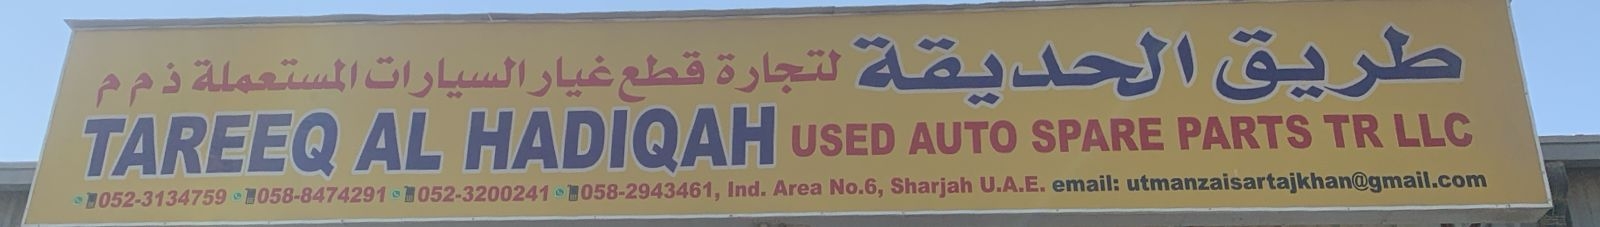 طريق الحديقة لتجارة قطع غيار السيارات المستعملة ذ م م
TAREEQ AL HADIQAH USED AUTO SPARE PARTS TR LLC
052-3134759 058-8474291 052-3200241 058-2943461, Ind. Area No.6, Sharjah U.A.E. email: utmanzaisartajkhan@gmail.com